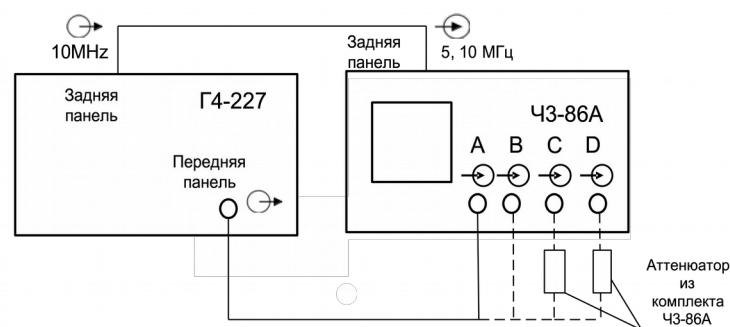 10MHz
5, 10 МГц
Задняя
панель
Задняя
панель
Г4-227
Ч3-86А
A B C D
Передняя
панель
Аттенюатор
из
комплекта
Ч3-86А